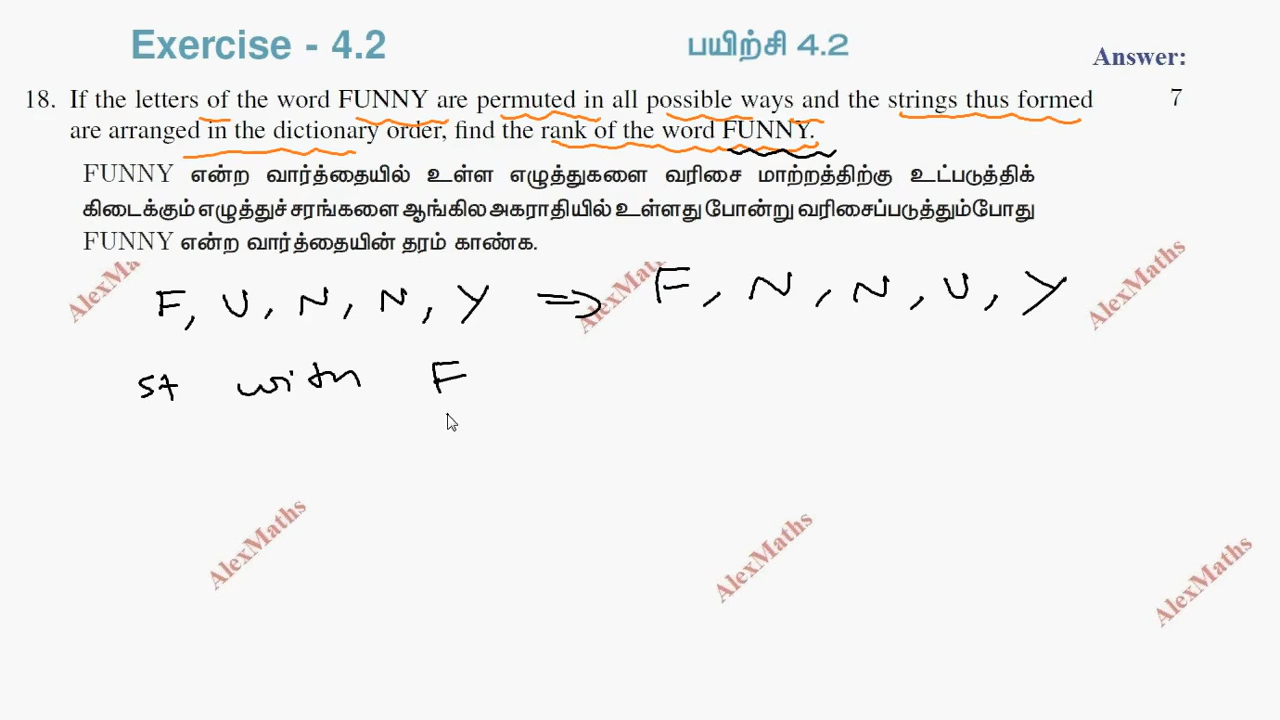 Exercise - 4.2 பயிற்சி 4.2 Answer:
18. If the letters of the word FUNNY are permuted in all possible ways and the strings thus formed 7
are arranged in the dictionary order, find the rank of the word FUNNY.
FUNNY என்ற வார்த்தையில் உள்ள எழுத்துகளை வரிசை மாற்றத்திற்கு உட்படுத்திக்
கிடைக்கும் எழுத்துச் சரங்களை ஆங்கில அகராதியில் உள்ளது போன்று வரிசைப்படுத்தும்போது
FUNNY என்ற வார்த்தையின் தரம் காண்க.
AlexMaths AlexMaths AlexMaths
F, U, N, N, Y => F, N, N, U, Y
st with F
AlexMaths AlexMaths AlexMaths